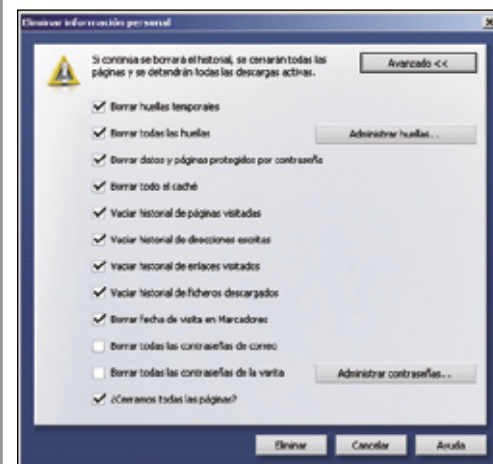 Eliminar información personal
Si continúa se borrará el historial, se cerrarán todas las
páginas y se detendrán todas las descargas activas.
Avanzado <<
Borrar huellas temporales
Borrar todas las huellas
Administrar huellas...
Borrar datos y páginas protegidos por contraseña
Borrar todo el caché
Vaciar historial de páginas visitadas
Vaciar historial de direcciones escritas
Vaciar historial de enlaces visitados
Vaciar historial de ficheros descargados
Borrar fecha de visita en Marcadores
Borrar todas las contraseñas de correo
Borrar todas las contraseñas de la varita
Administrar contraseñas...
¿Cerramos todas las páginas?
Eliminar
Cancelar
Ayuda